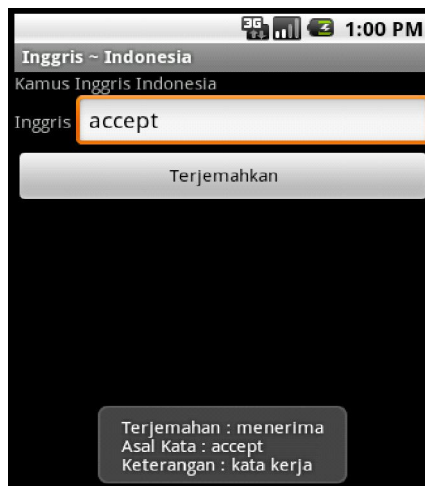 3G 1:00 PM
Inggris ~ Indonesia
Kamus Inggris Indonesia
Inggris accept
Terjemahkan
Terjemahan : menerima
Asal Kata : accept
Keterangan : kata kerja